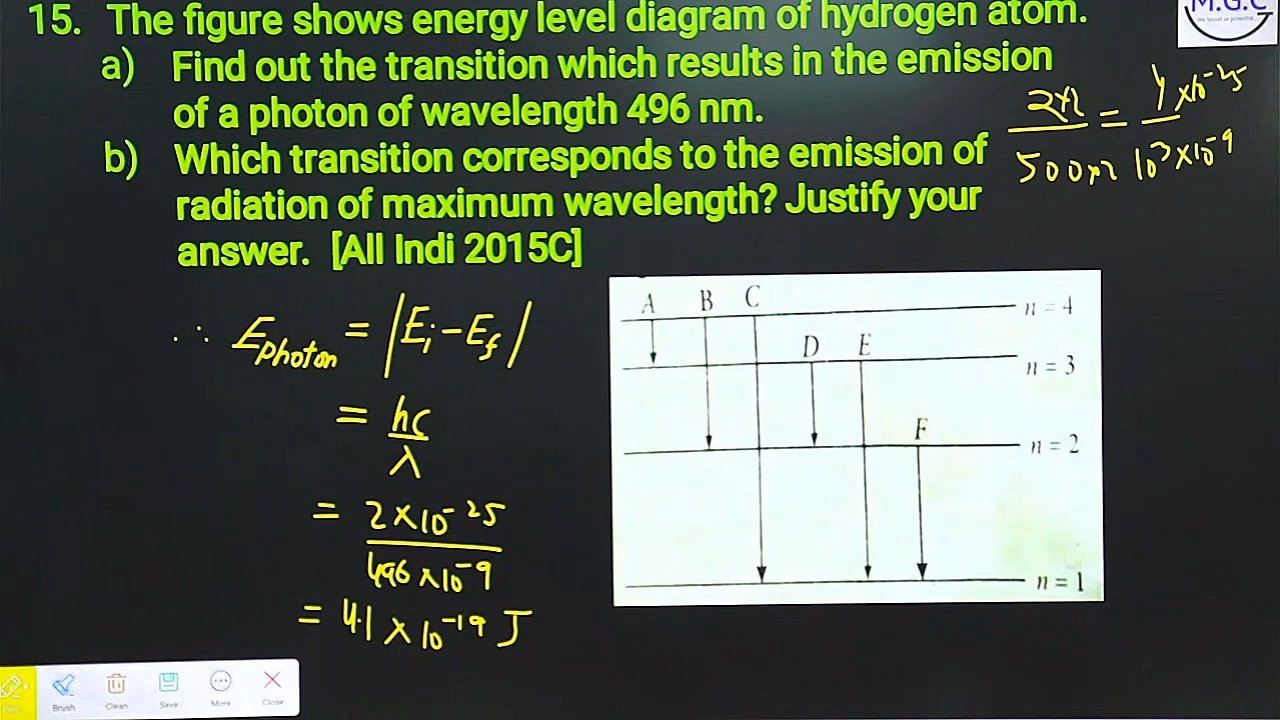 M.G.C
15. The figure shows energy level diagram of hydrogen atom.
a) Find out the transition which results in the emission
of a photon of wavelength 496 nm.
b) Which transition corresponds to the emission of
radiation of maximum wavelength? Justify your
answer. [All Indi 2015C]
∴ Ephoton = |Ei - Ef|
= hc
λ
= 2×10⁻²⁵
496×10⁻⁹
= 4.1 × 10⁻¹⁹ J
A B C
n = 4
D E
n = 3
F
n = 2
n = 1
Brush Clean Save More Close